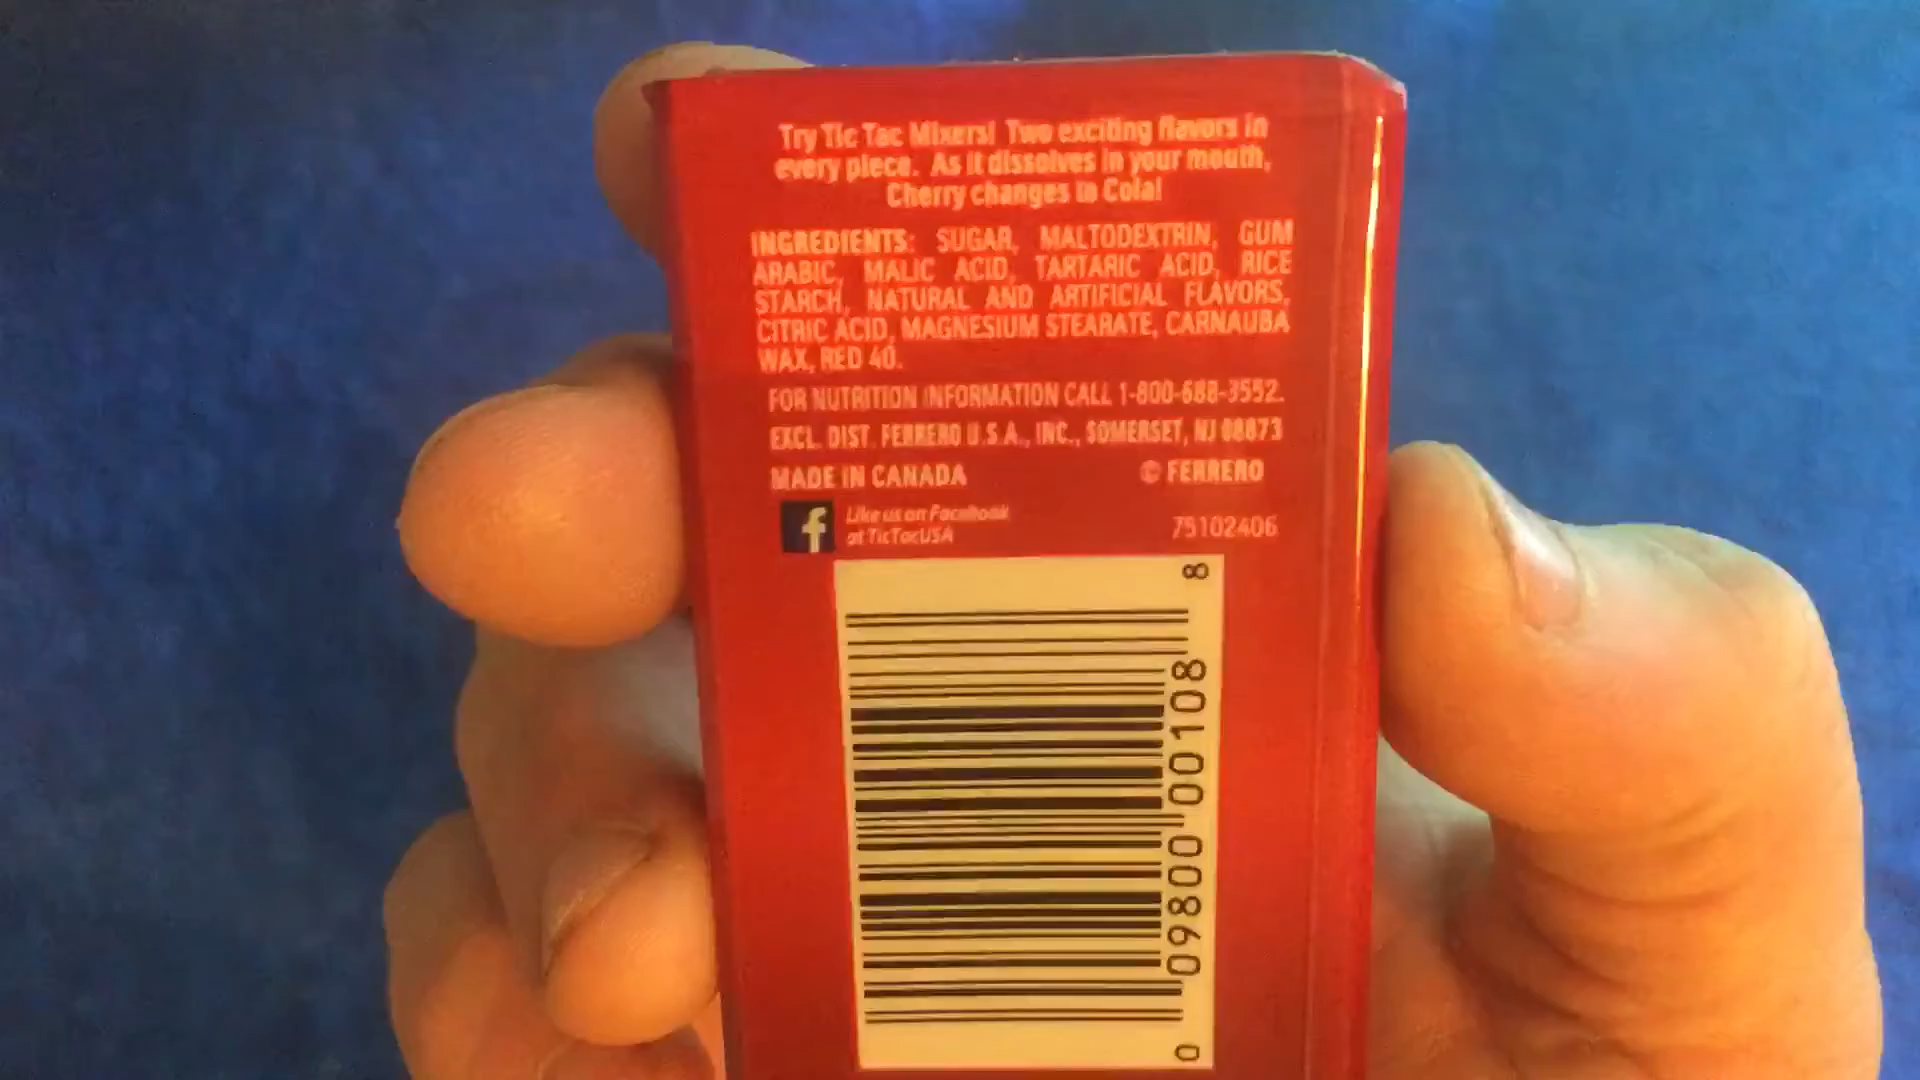 Try Tic Tac Mixers! Two exciting flavors in
every piece. As it dissolves in your mouth,
Cherry changes to Cola!
INGREDIENTS: SUGAR, MALTODEXTRIN, GUM
ARABIC, MALIC ACID, TARTARIC ACID, RICE
STARCH, NATURAL AND ARTIFICIAL FLAVORS,
CITRIC ACID, MAGNESIUM STEARATE, CARNAUBA
WAX, RED 40.
FOR NUTRITION INFORMATION CALL 1-800-688-3552.
EXCL. DIST. FERRERO U.S.A., INC., SOMERSET, NJ 08873
MADE IN CANADA © FERRERO
f Like us on Facebook
at TicTacUSA 75102406
0 09800 00108 8